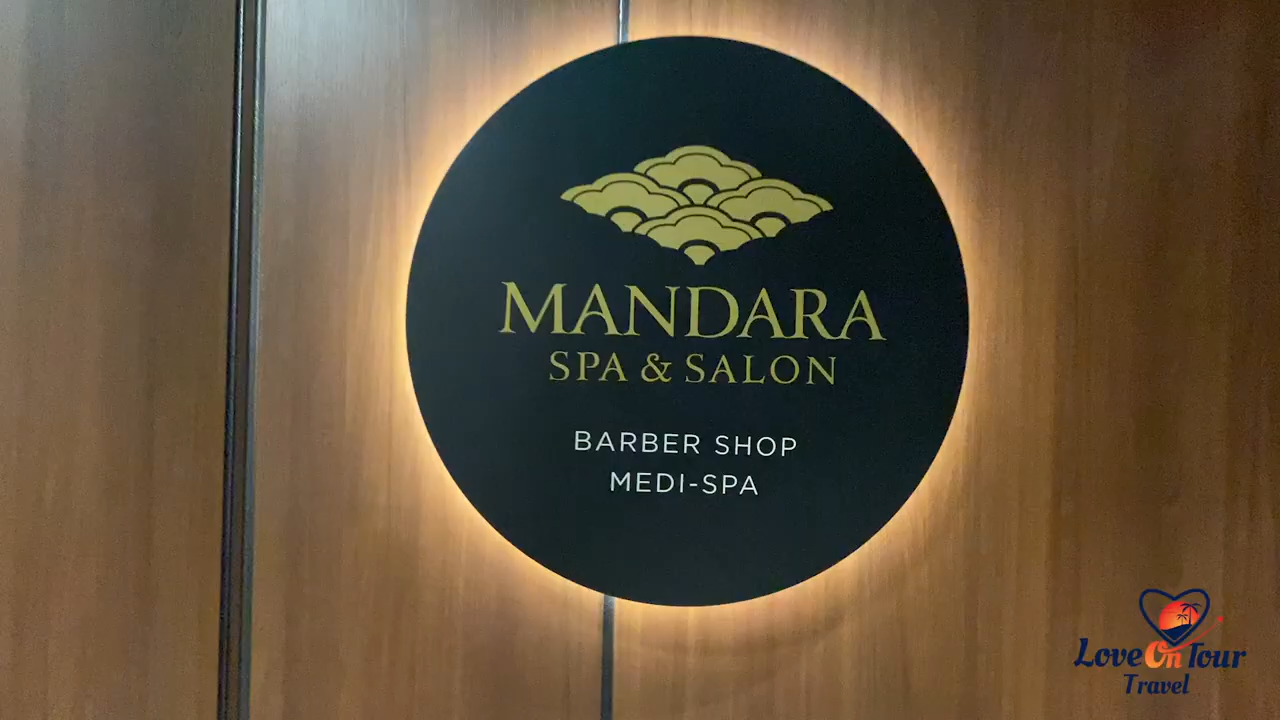 MANDARA
SPA & SALON
BARBER SHOP
MEDI-SPA
Love On Tour
Travel